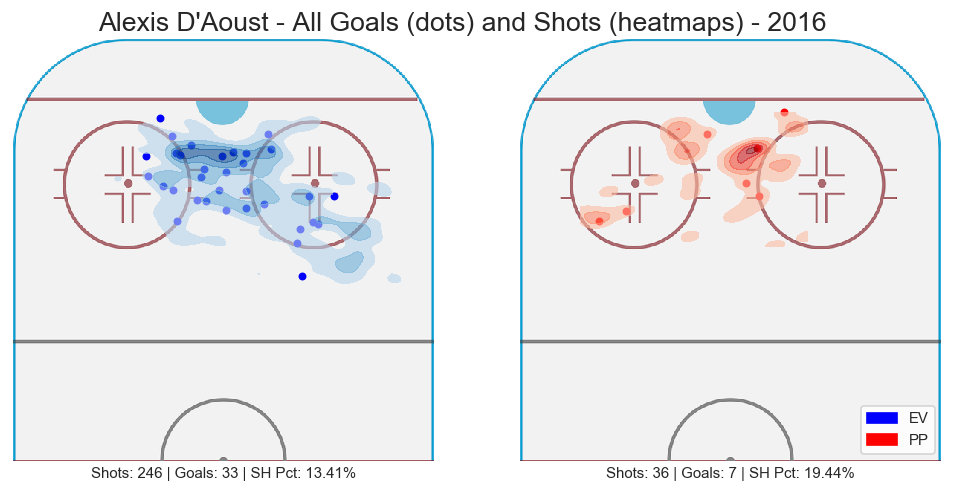 Alexis D'Aoust - All Goals (dots) and Shots (heatmaps) - 2016
EV
PP
Shots: 246 | Goals: 33 | SH Pct: 13.41%
Shots: 36 | Goals: 7 | SH Pct: 19.44%